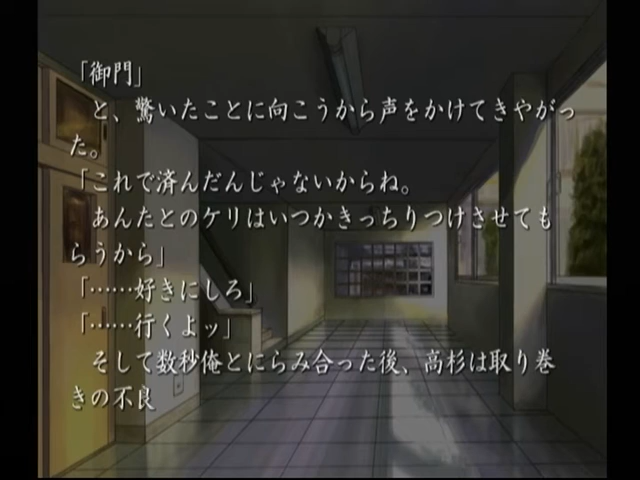 「御門」
と、驚いたことに向こうから声をかけてきやがっ
た。
「これで済んだんじゃないからね。
あんたとのケリはいつかきっちりつけさせても
らうから」
「……好きにしろ」
「……行くよッ」
そして数秒俺とにらみ合った後、高杉は取り巻
きの不良